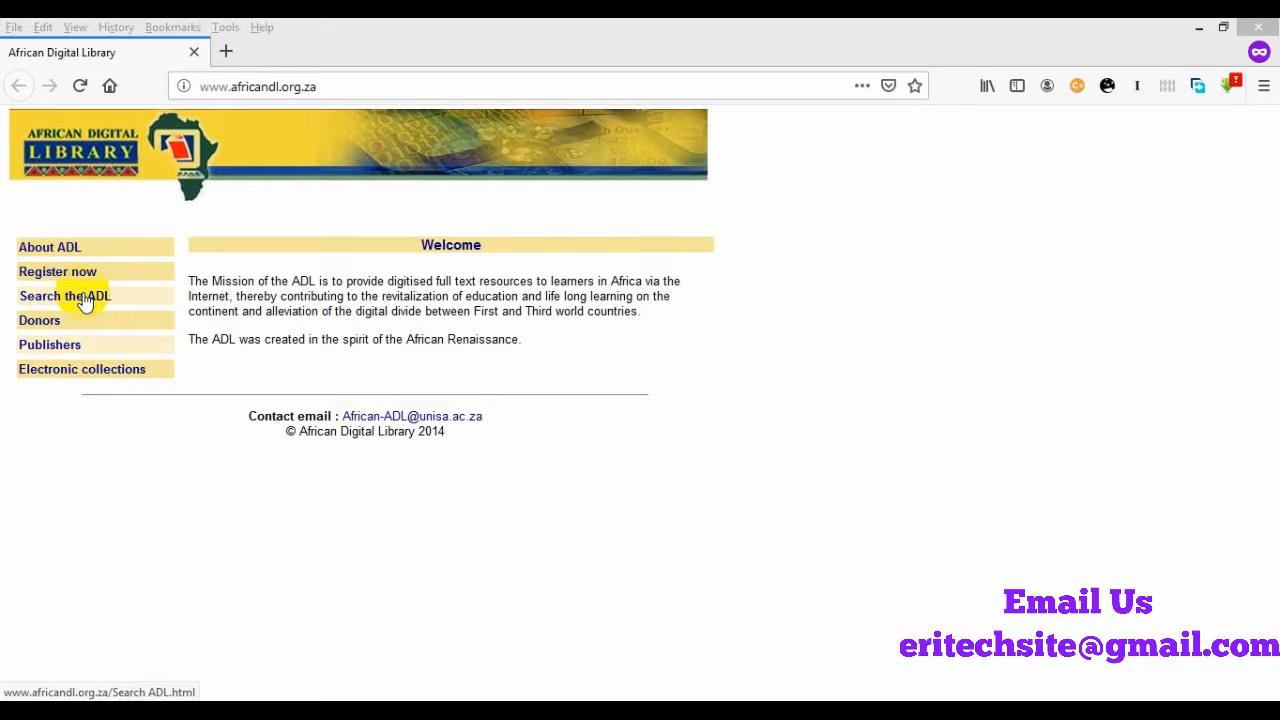 File Edit View History Bookmarks Tools Help
African Digital Library
www.africandl.org.za
AFRICAN DIGITAL
LIBRARY
About ADL
Register now
Search the ADL
Donors
Publishers
Electronic collections
Welcome
The Mission of the ADL is to provide digitised full text resources to learners in Africa via the
Internet, thereby contributing to the revitalization of education and life long learning on the
continent and alleviation of the digital divide between First and Third world countries.
The ADL was created in the spirit of the African Renaissance.
Contact email : African-ADL@unisa.ac.za
© African Digital Library 2014
Email Us
eritechsite@gmail.com
www.africandl.org.za/Search ADL.html